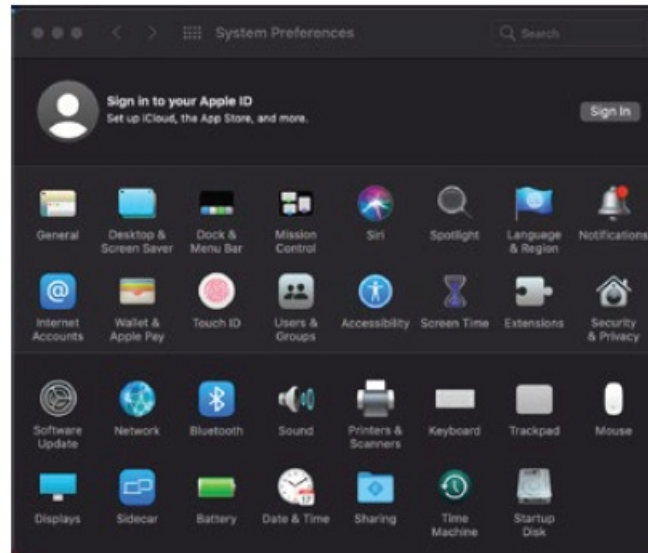 System Preferences
Search
Sign in to your Apple ID
Set up iCloud, the App Store, and more.
Sign In
General
Desktop &
Screen Saver
Dock &
Menu Bar
Mission
Control
Siri
Spotlight
Language
& Region
Notifications
Internet
Accounts
Wallet &
Apple Pay
Touch ID
Users &
Groups
Accessibility
Screen Time
Extensions
Security
& Privacy
Software
Update
Network
Bluetooth
Sound
Printers &
Scanners
Keyboard
Trackpad
Mouse
Displays
Sidecar
Battery
Date & Time
Sharing
Time
Machine
Startup
Disk